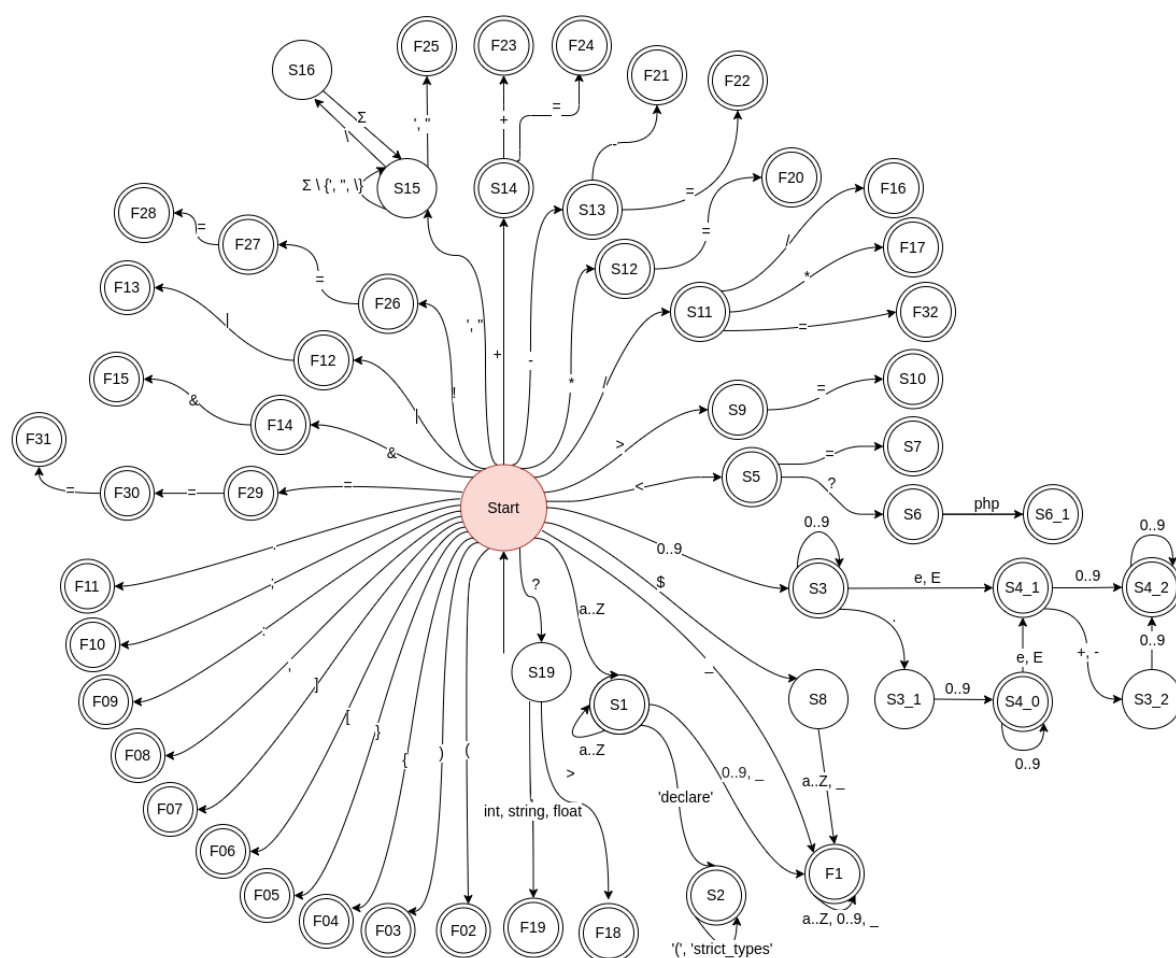 F25
F23
F24
S16
F21
F22
Σ
\
', "
+
=
-
Σ \ {', ", \}
S15
S14
S13
=
F20
F16
F28
=
F27
S12
=
/
*
F17
F13
=
F26
S11
=
F32
|
', "
+
-
*
/
!
F12
F15
&
|
F14
&
S9
=
S10
>
F31
=
F30
=
F29
=
S5
=
S7
<
?
Start
S6
php
S6_1
.
;
:
,
]
[
}
{
)
(
?
a..Z
_
$
0..9
0..9
S3
e, E
S4_1
0..9
0..9
S4_2
F11
F10
F09
F08
F07
F06
F05
F04
F03
F02
S19
S1
a..Z
S8
.
S3_1
0..9
e, E
S4_0
0..9
+, -
0..9
S3_2
>
int, string, float
'declare'
0..9, _
a..Z, _
F19
F18
S2
'(', 'strict_types'
F1
a..Z, 0..9, _